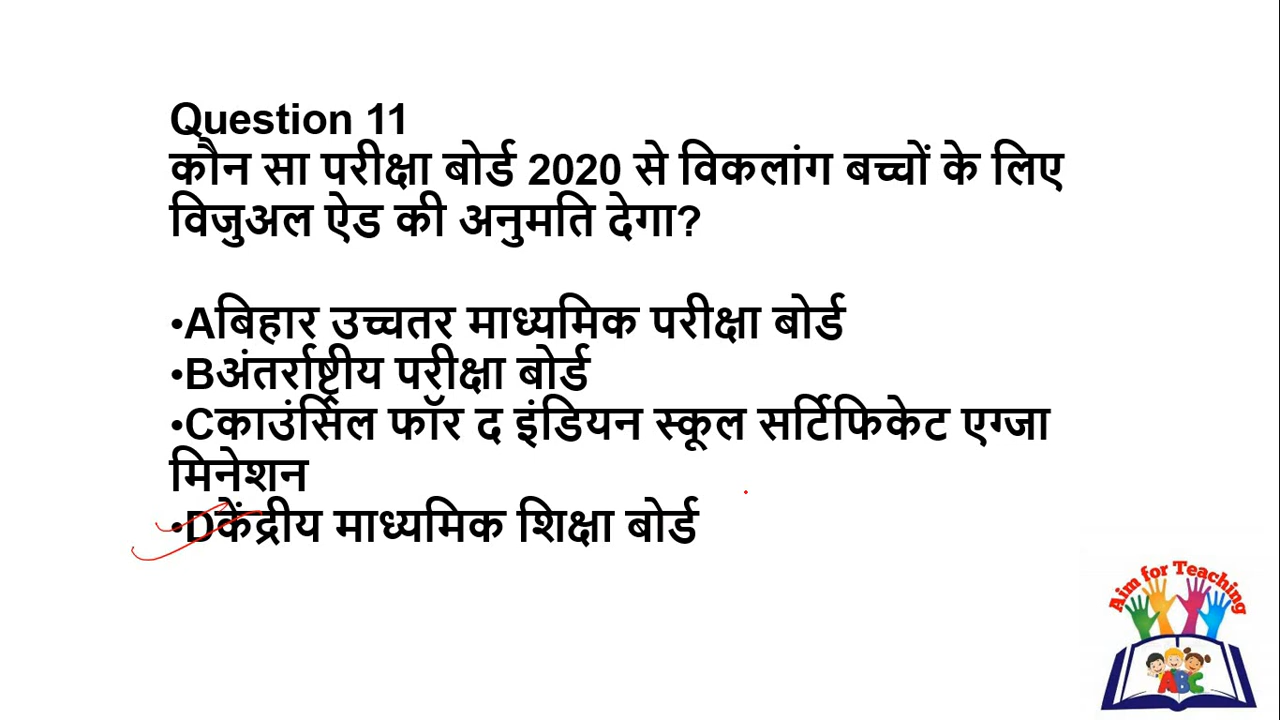 Question 11
कौन सा परीक्षा बोर्ड 2020 से विकलांग बच्चों के लिए
विजुअल ऐड की अनुमति देगा?
•Aबिहार उच्चतर माध्यमिक परीक्षा बोर्ड
•Bअंतर्राष्ट्रीय परीक्षा बोर्ड
•Cकाउंसिल फॉर द इंडियन स्कूल सर्टिफिकेट एग्जा
मिनेशन
•Dकेंद्रीय माध्यमिक शिक्षा बोर्ड
Aim for Teaching
ABC